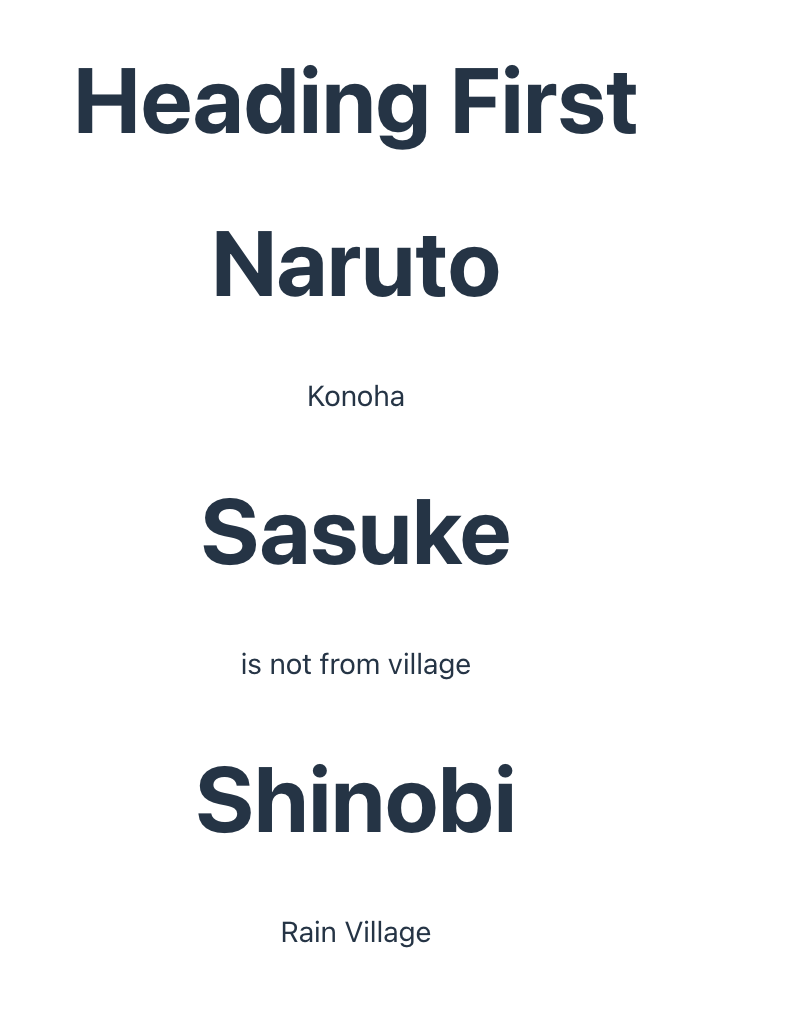 Heading First
Naruto
Konoha
Sasuke
is not from village
Shinobi
Rain Village